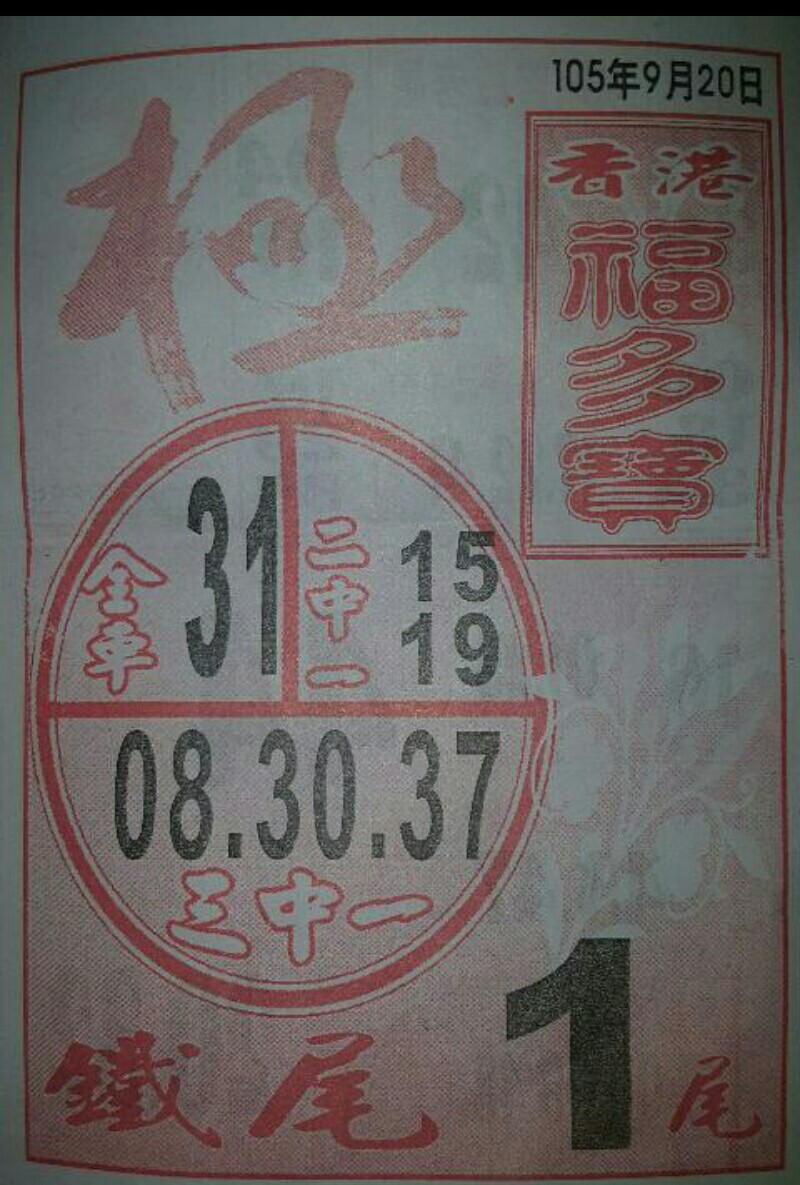 105年9月20日
極
香港
福多寶
全車
31
二中一
15
19
08.30.37
三中一
鐵尾
1
尾